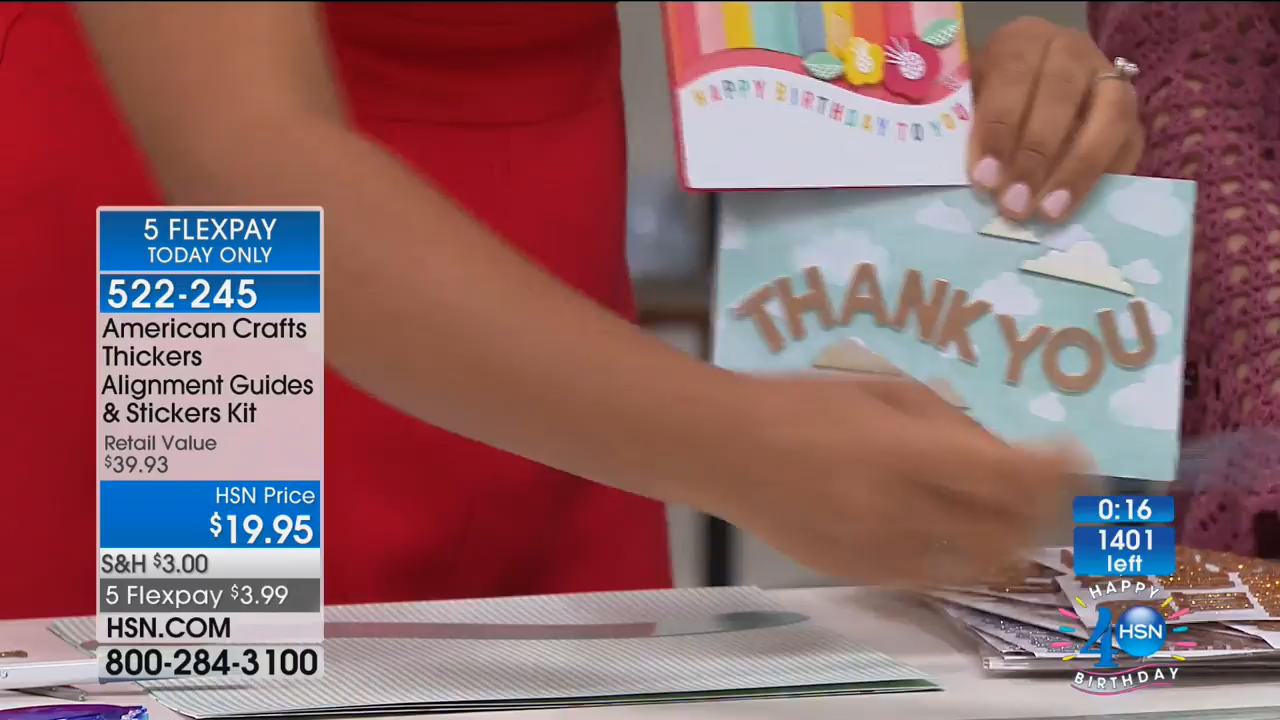 HAPPY BIRTHDAY TO YOU
THANK YOU
5 FLEXPAY
TODAY ONLY
522-245
American Crafts
Thickers
Alignment Guides
& Stickers Kit
Retail Value
$39.93
HSN Price
$19.95
S&H $3.00
5 Flexpay $3.99
HSN.COM
800-284-3100
0:16
1401
left
HAPPY
40 HSN
BIRTHDAY